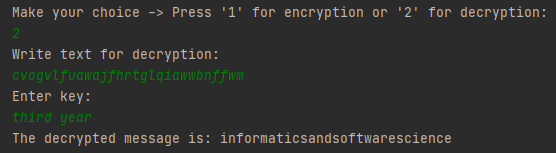 Make your choice -> Press '1' for encryption or '2' for decryption:
2
Write text for decryption:
cvogvlfuawajfhrtglqiawwbnffwm
Enter key:
third year
The decrypted message is: informaticsandsoftwarescience